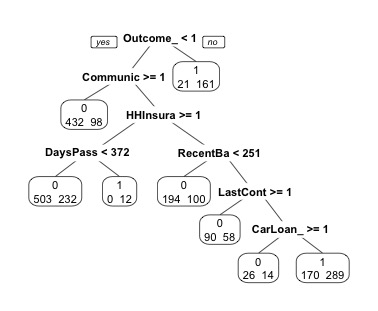 yes Outcome_ < 1 no
Communic >= 1
1
21 161
0
432 98
HHInsura >= 1
DaysPass < 372
RecentBa < 251
0
503 232
1
0 12
0
194 100
LastCont >= 1
0
90 58
CarLoan_ >= 1
0
26 14
1
170 289